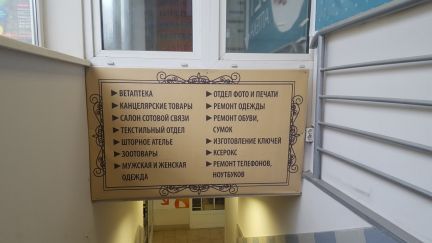 ВЕТАПТЕКА
КАНЦЕЛЯРСКИЕ ТОВАРЫ
САЛОН СОТОВОЙ СВЯЗИ
ТЕКСТИЛЬНЫЙ ОТДЕЛ
ШТОРНОЕ АТЕЛЬЕ
ЗООТОВАРЫ
МУЖСКАЯ И ЖЕНСКАЯ
ОДЕЖДА
ОТДЕЛ ФОТО И ПЕЧАТИ
РЕМОНТ ОДЕЖДЫ
РЕМОНТ ОБУВИ,
СУМОК
ИЗГОТОВЛЕНИЕ КЛЮЧЕЙ
КСЕРОКС
РЕМОНТ ТЕЛЕФОНОВ,
НОУТБУКОВ